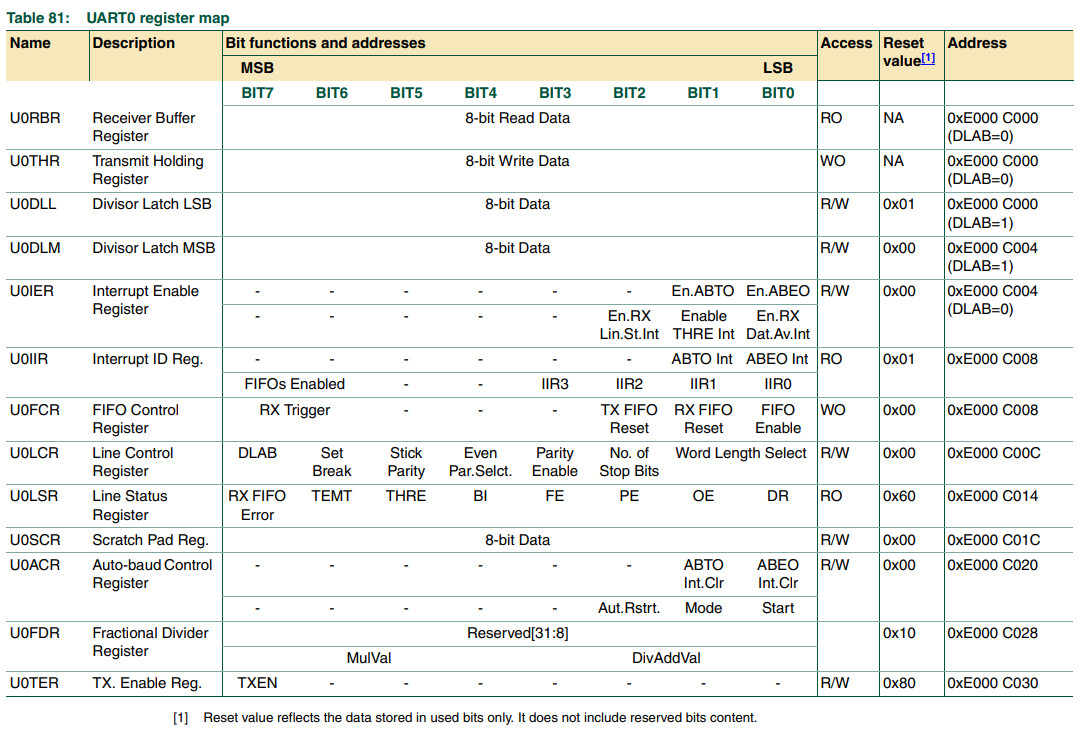 Table 81: UART0 register map
Name Description Bit functions and addresses Access Reset value[1] Address
MSB LSB
BIT7 BIT6 BIT5 BIT4 BIT3 BIT2 BIT1 BIT0
U0RBR Receiver Buffer 8-bit Read Data RO NA 0xE000 C000
Register (DLAB=0)
U0THR Transmit Holding 8-bit Write Data WO NA 0xE000 C000
Register (DLAB=0)
U0DLL Divisor Latch LSB 8-bit Data R/W 0x01 0xE000 C000
(DLAB=1)
U0DLM Divisor Latch MSB 8-bit Data R/W 0x00 0xE000 C004
(DLAB=1)
U0IER Interrupt Enable - - - - - - En.ABTO En.ABEO R/W 0x00 0xE000 C004
Register (DLAB=0)
- - - - - En.RX Enable En.RX
Lin.St.Int THRE Int Dat.Av.Int
U0IIR Interrupt ID Reg. - - - - - - ABTO Int ABEO Int RO 0x01 0xE000 C008
FIFOs Enabled - - IIR3 IIR2 IIR1 IIR0
U0FCR FIFO Control RX Trigger - - - TX FIFO RX FIFO FIFO WO 0x00 0xE000 C008
Register Reset Reset Enable
U0LCR Line Control DLAB Set Stick Even Parity No. of Word Length Select R/W 0x00 0xE000 C00C
Register Break Parity Par.Selct. Enable Stop Bits
U0LSR Line Status RX FIFO TEMT THRE BI FE PE OE DR RO 0x60 0xE000 C014
Register Error
U0SCR Scratch Pad Reg. 8-bit Data R/W 0x00 0xE000 C01C
U0ACR Auto-baud Control - - - - - - ABTO ABEO R/W 0x00 0xE000 C020
Register Int.Clr Int.Clr
- - - - - Aut.Rstrt. Mode Start
U0FDR Fractional Divider Reserved[31:8] 0x10 0xE000 C028
Register MulVal DivAddVal
U0TER TX. Enable Reg. TXEN - - - - - - - R/W 0x80 0xE000 C030
[1] Reset value reflects the data stored in used bits only. It does not include reserved bits content.